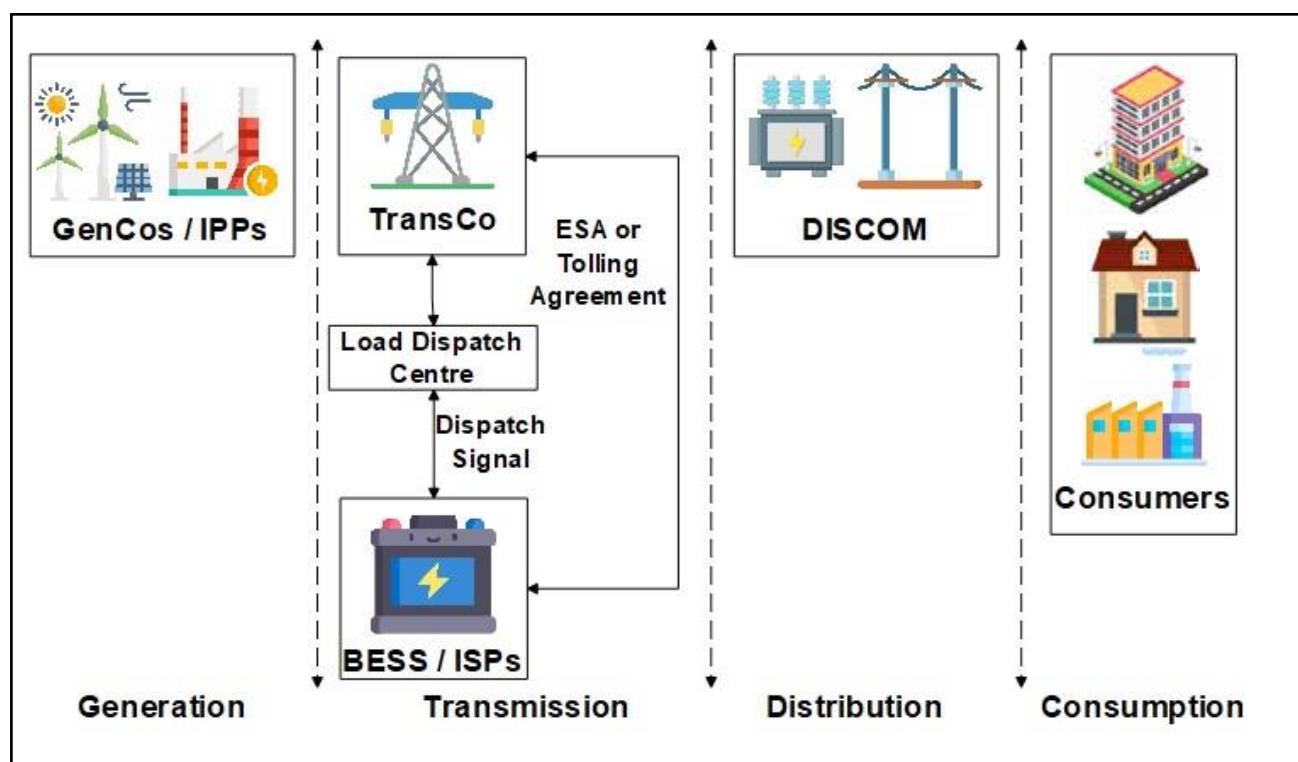 GenCos / IPPs
TransCo
ESA or
Tolling
Agreement
DISCOM
Load Dispatch
Centre
Dispatch
Signal
BESS / ISPs
Consumers
Generation
Transmission
Distribution
Consumption